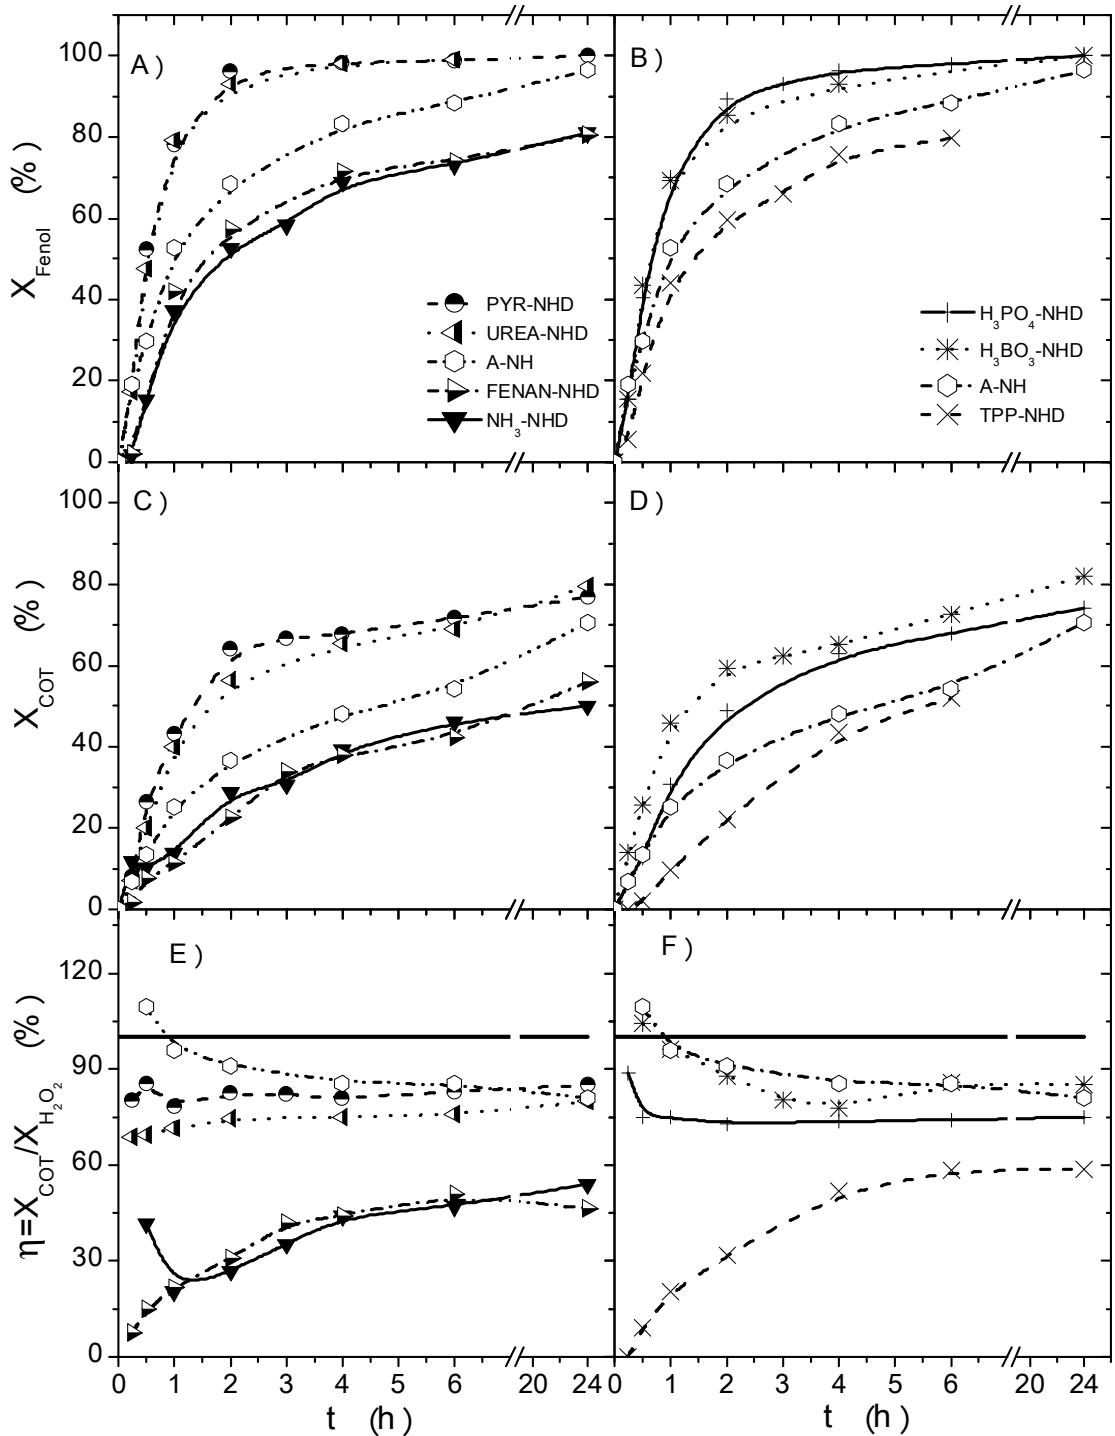 A)
B)
100
80
60
40
20
0
X_Fenol (%)
PYR-NHD
UREA-NHD
A-NH
FENAN-NHD
NH₃-NHD
H₃PO₄-NHD
H₃BO₃-NHD
A-NH
TPP-NHD
C)
D)
100
80
60
40
20
0
X_COT (%)
E)
F)
120
90
60
30
0
η=X_COT/X_H₂O₂ (%)
0 1 2 3 4 6 20 24
0 1 2 3 4 6 20 24
t (h)
t (h)